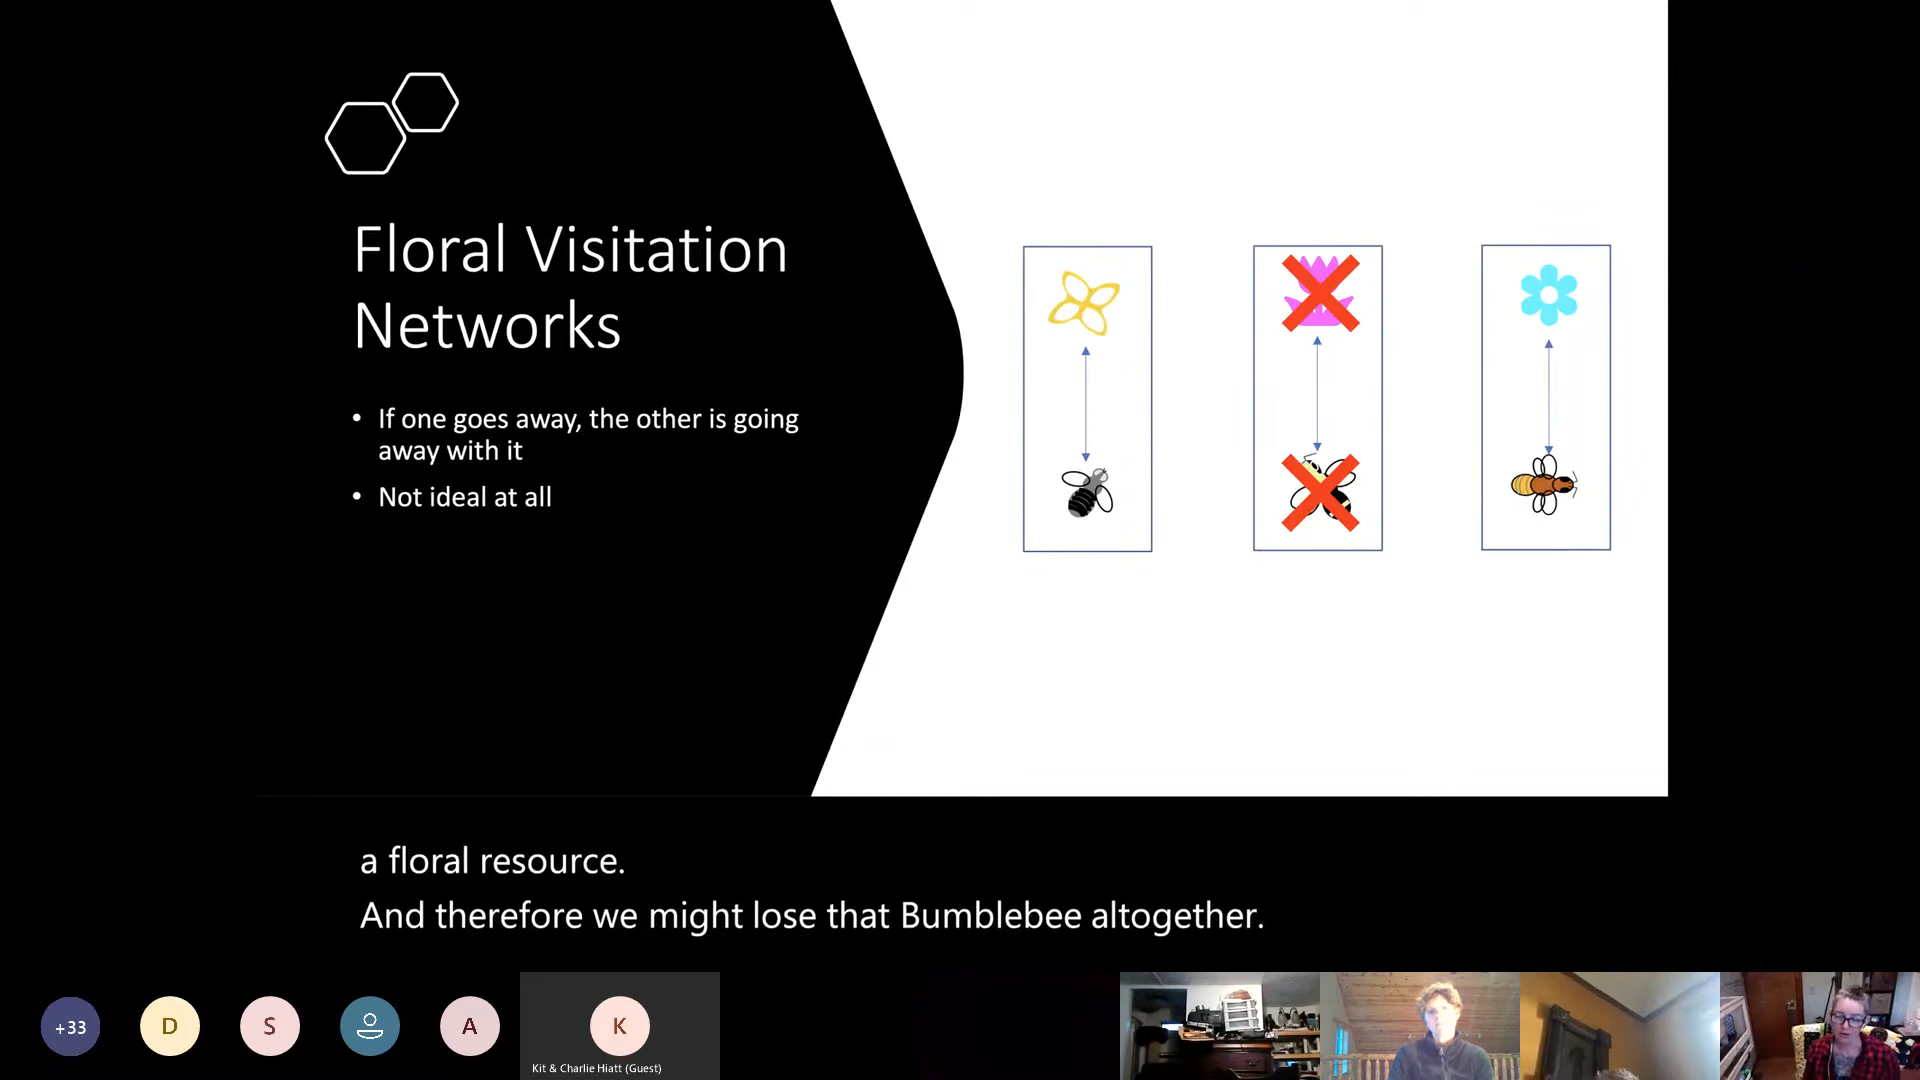 Floral Visitation
Networks
• If one goes away, the other is going
away with it
• Not ideal at all
a floral resource.
And therefore we might lose that Bumblebee altogether.
+33
D
S
A
K
Kit & Charlie Hiatt (Guest)